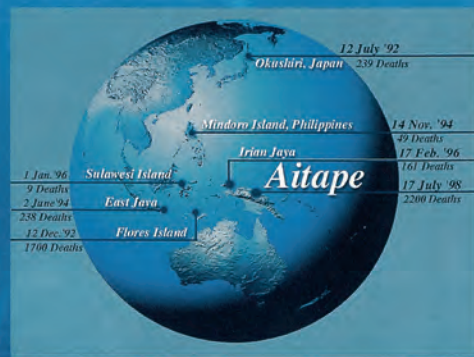 12 July '92
Okushiri, Japan
239 Deaths
Mindoro Island, Philippines
14 Nov. '94
49 Deaths
Irian Jaya
17 Feb. '96
161 Deaths
1 Jan. '96
Sulawesi Island
9 Deaths
Aitape
17 July '98
2200 Deaths
2 June '94
East Java
238 Deaths
12 Dec. '92
Flores Island
1700 Deaths